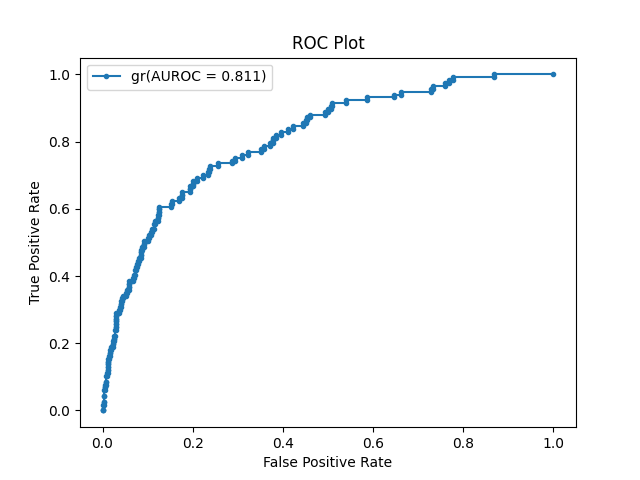 ROC Plot
gr(AUROC = 0.811)
True Positive Rate
1.0
0.8
0.6
0.4
0.2
0.0
0.0 0.2 0.4 0.6 0.8 1.0
False Positive Rate